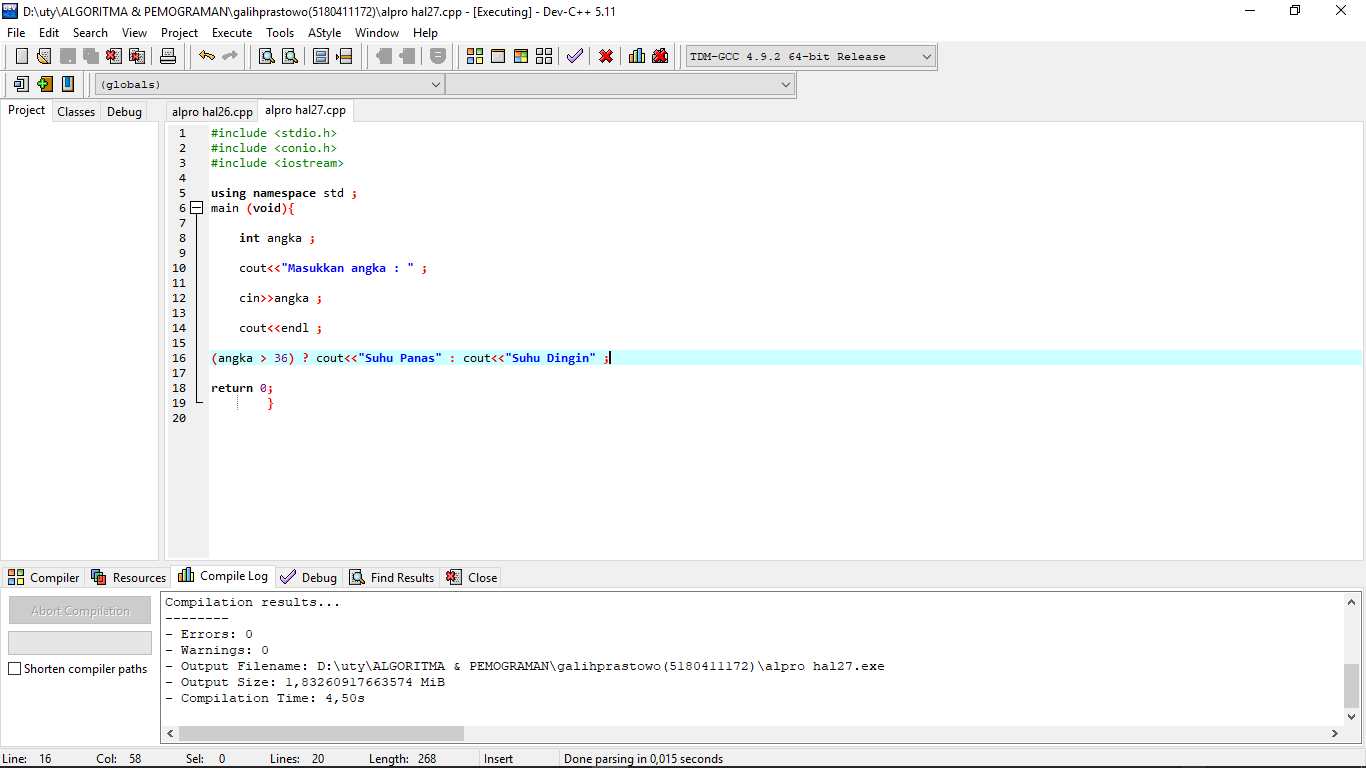 D:\uty\ALGORITMA & PEMOGRAMAN\galihprastowo(5180411172)\alpro hal27.cpp - [Executing] - Dev-C++ 5.11
File Edit Search View Project Execute Tools AStyle Window Help
TDM-GCC 4.9.2 64-bit Release
(globals)
Project Classes Debug alpro hal26.cpp alpro hal27.cpp
1 #include <stdio.h>
2 #include <conio.h>
3 #include <iostream>
4
5 using namespace std ;
6 main (void){
7
8 int angka ;
9
10 cout<<"Masukkan angka : " ;
11
12 cin>>angka ;
13
14 cout<<endl ;
15
16 (angka > 36) ? cout<<"Suhu Panas" : cout<<"Suhu Dingin" ;
17
18 return 0;
19 }
20
Compiler Resources Compile Log Debug Find Results Close
Abort Compilation
Shorten compiler paths
Compilation results...
--------
- Errors: 0
- Warnings: 0
- Output Filename: D:\uty\ALGORITMA & PEMOGRAMAN\galihprastowo(5180411172)\alpro hal27.exe
- Output Size: 1,83260917663574 MiB
- Compilation Time: 4,50s
Line: 16 Col: 58 Sel: 0 Lines: 20 Length: 268 Insert Done parsing in 0,015 seconds